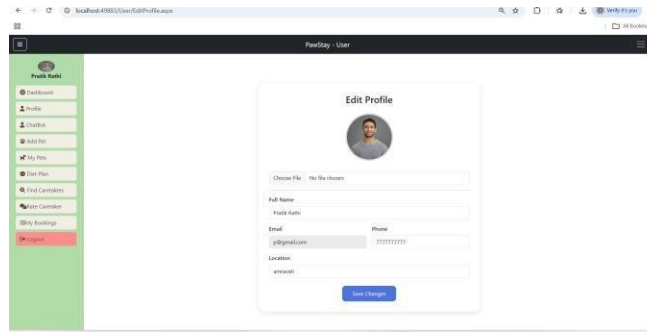 localhost:49883/User/EditProfile.aspx
Verify it's you
All Bookma
PawStay - User
Pratik Rathi
Dashboard
Profile
ChatBot
Add Pet
My Pets
Diet Plan
Find Caretakers
Rate Caretaker
My Bookings
Logout
Edit Profile
Choose File No file chosen
Full Name
Pratik Rathi
Email Phone
p@gmail.com 7777777777
Location
amravati
Save Changes